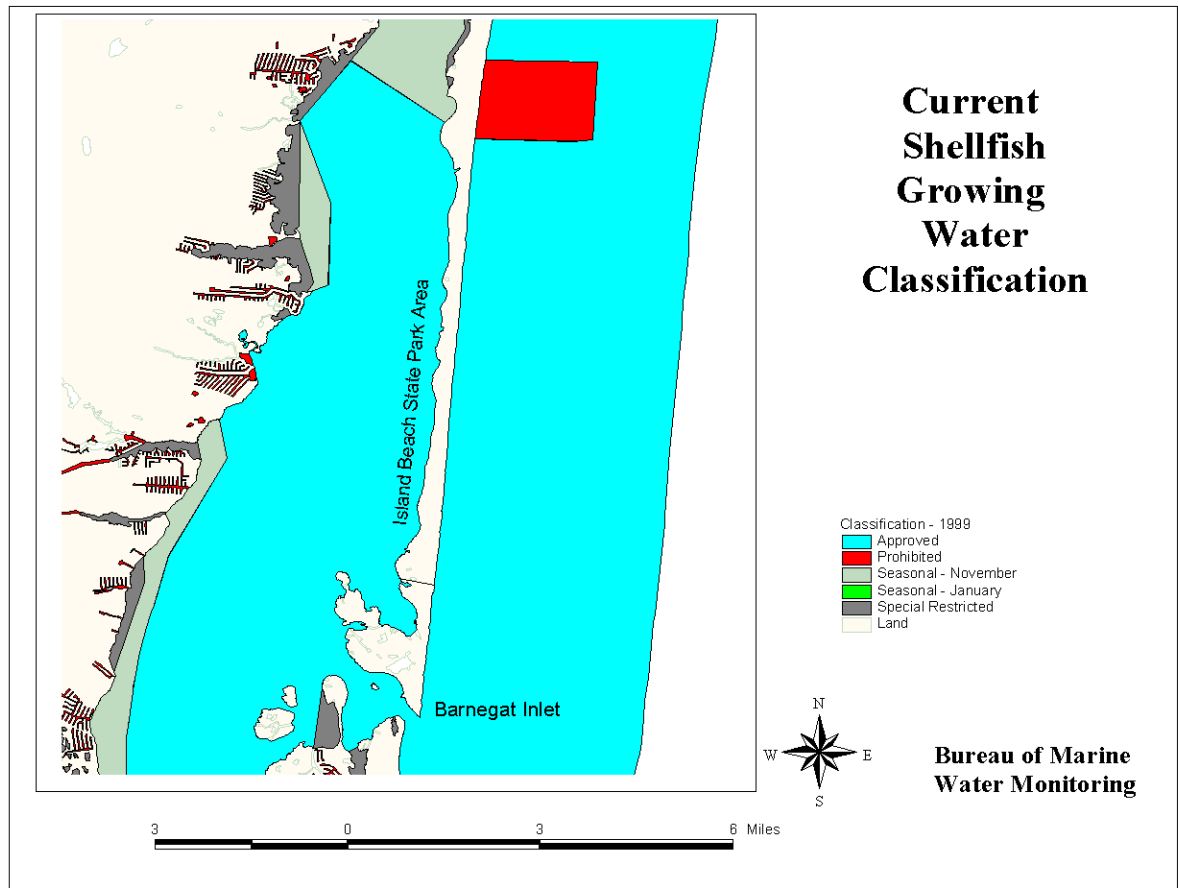 Current
Shellfish
Growing
Water
Classification
Island Beach State Park Area
Barnegat Inlet
Classification - 1999
Approved
Prohibited
Seasonal - November
Seasonal - January
Special Restricted
Land
N
W E
S
Bureau of Marine
Water Monitoring
3 0 3 6 Miles